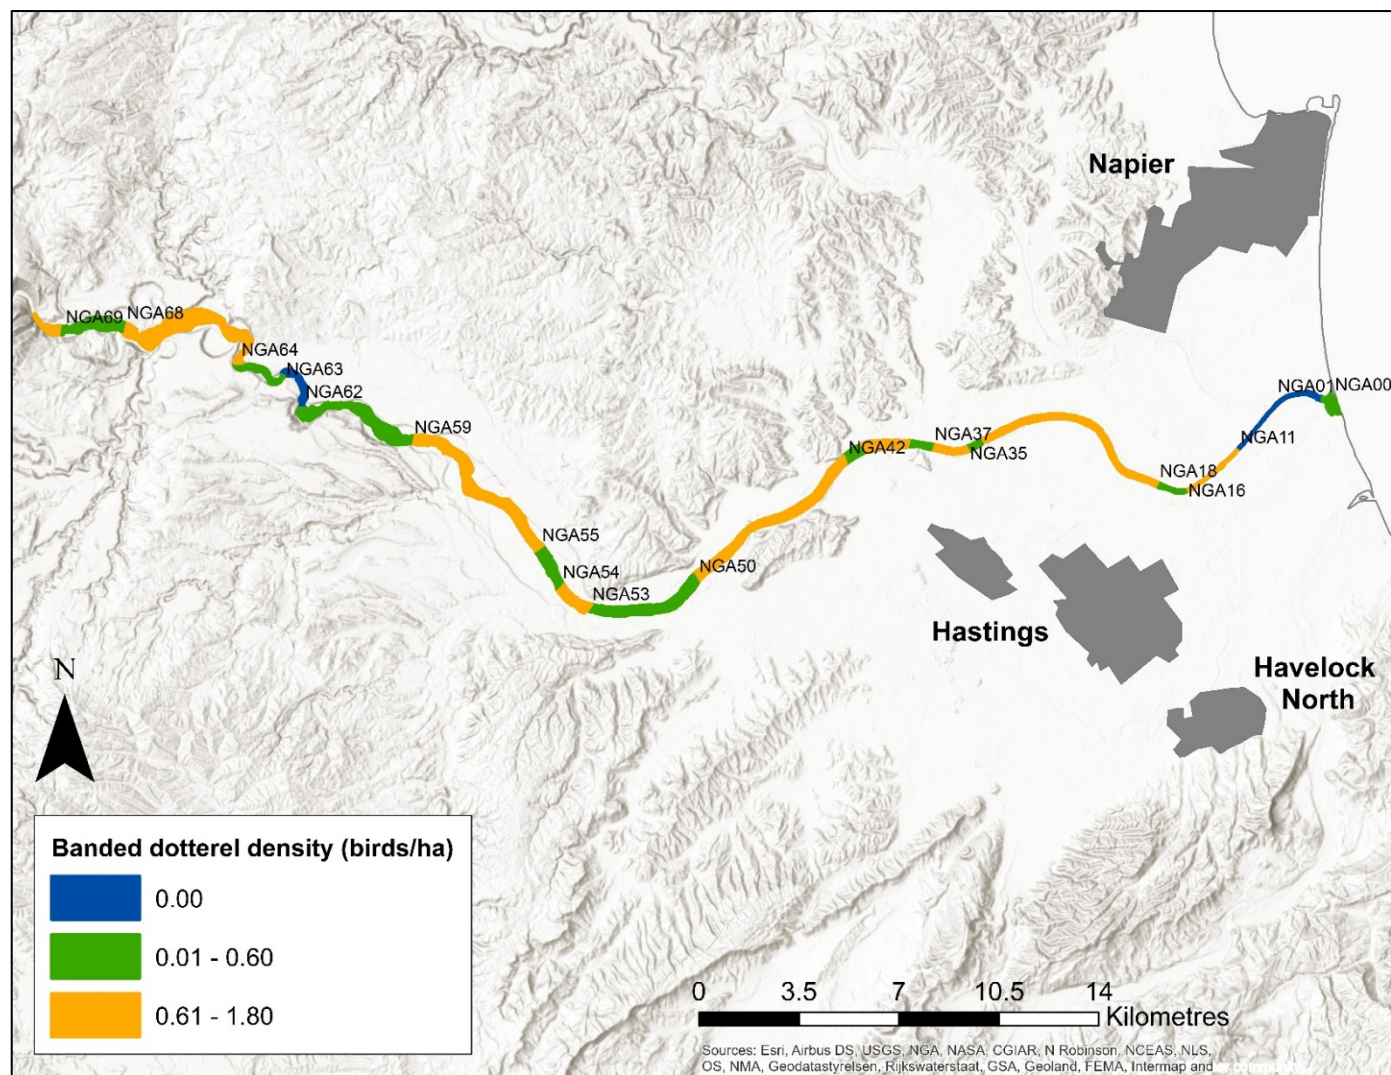 Napier
NGA69
NGA68
NGA64
NGA63
NGA62
NGA59
NGA01
NGA00
NGA11
NGA37
NGA35
NGA42
NGA18
NGA16
NGA55
NGA54
NGA53
NGA50
Hastings
Havelock
North
N
Banded dotterel density (birds/ha)
0.00
0.01 - 0.60
0.61 - 1.80
0 3.5 7 10.5 14
Kilometres
Sources: Esri, Airbus DS, USGS, NGA, NASA, CGIAR, N Robinson, NCEAS, NLS,
OS, NMA, Geodatastyrelsen, Rijkswaterstaat, GSA, Geoland, FEMA, Intermap and